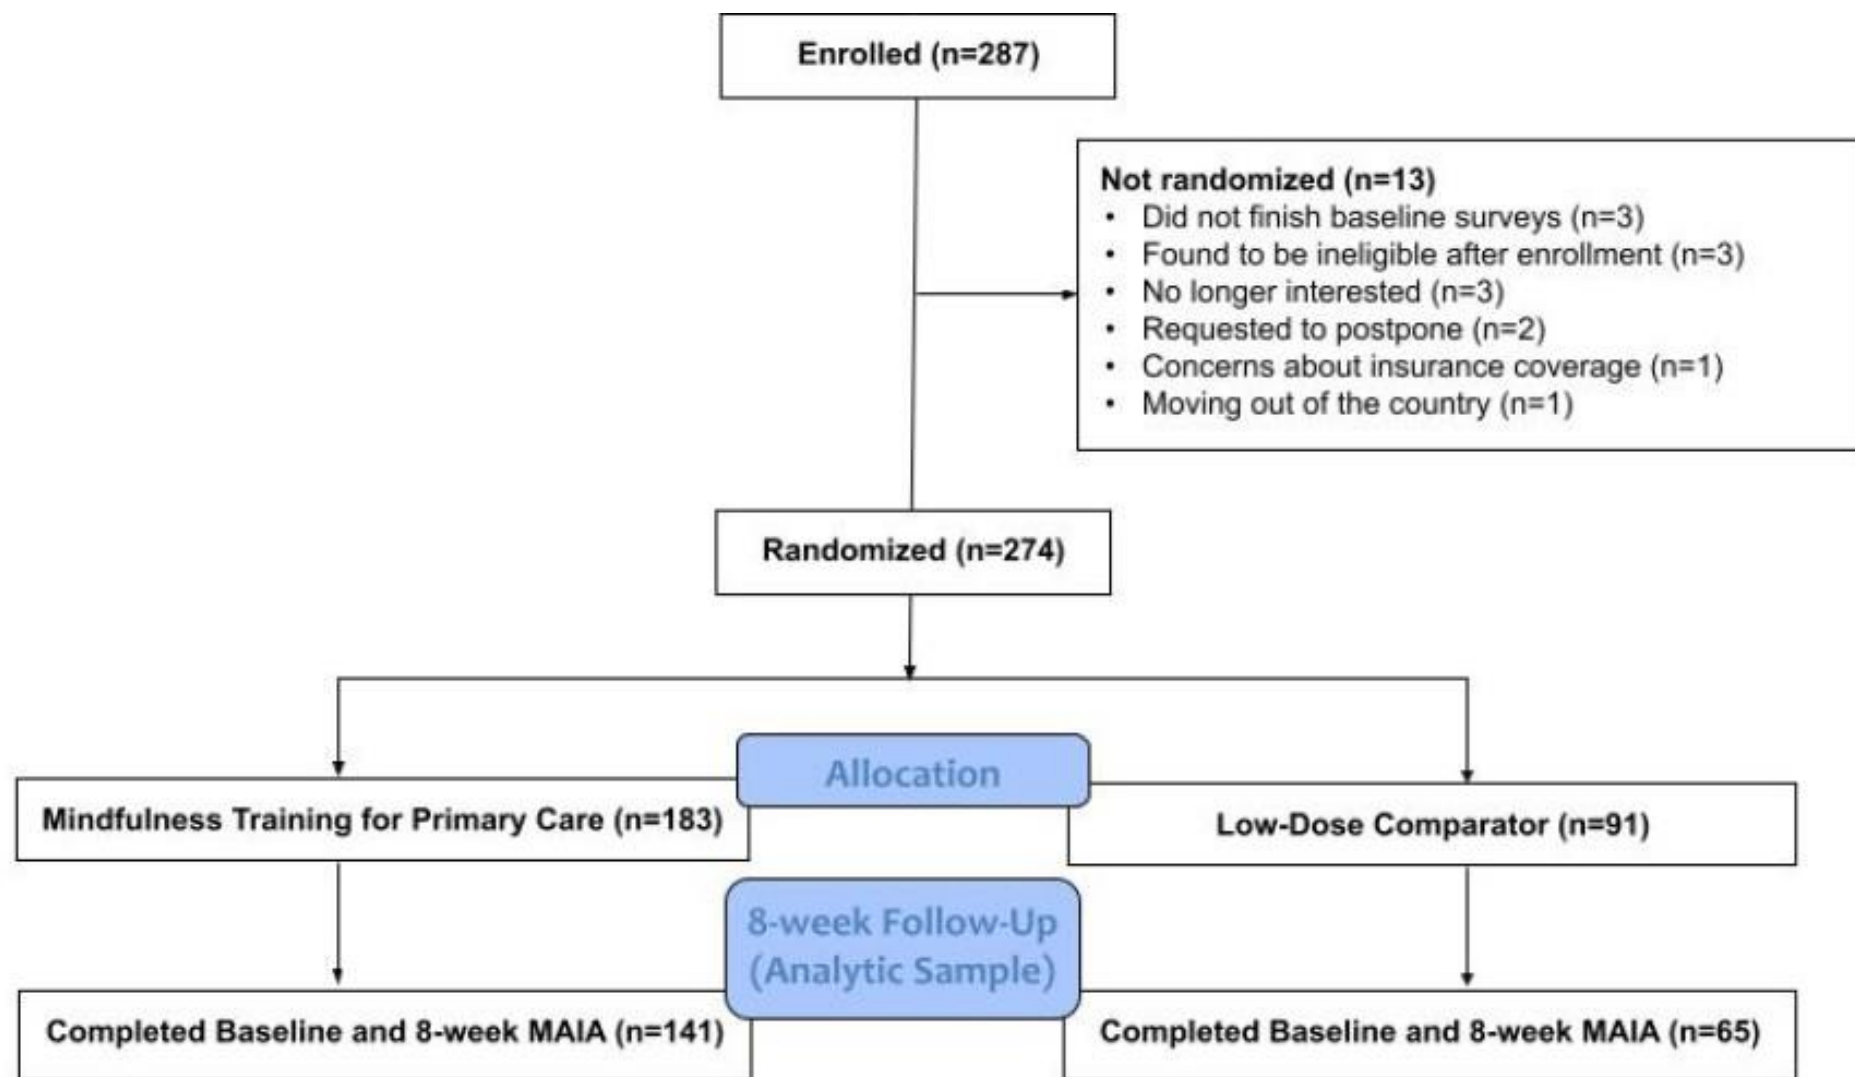 Enrolled (n=287)
Not randomized (n=13)
• Did not finish baseline surveys (n=3)
• Found to be ineligible after enrollment (n=3)
• No longer interested (n=3)
• Requested to postpone (n=2)
• Concerns about insurance coverage (n=1)
• Moving out of the country (n=1)
Randomized (n=274)
Allocation
Mindfulness Training for Primary Care (n=183)
Low-Dose Comparator (n=91)
8-week Follow-Up
(Analytic Sample)
Completed Baseline and 8-week MAIA (n=141)
Completed Baseline and 8-week MAIA (n=65)